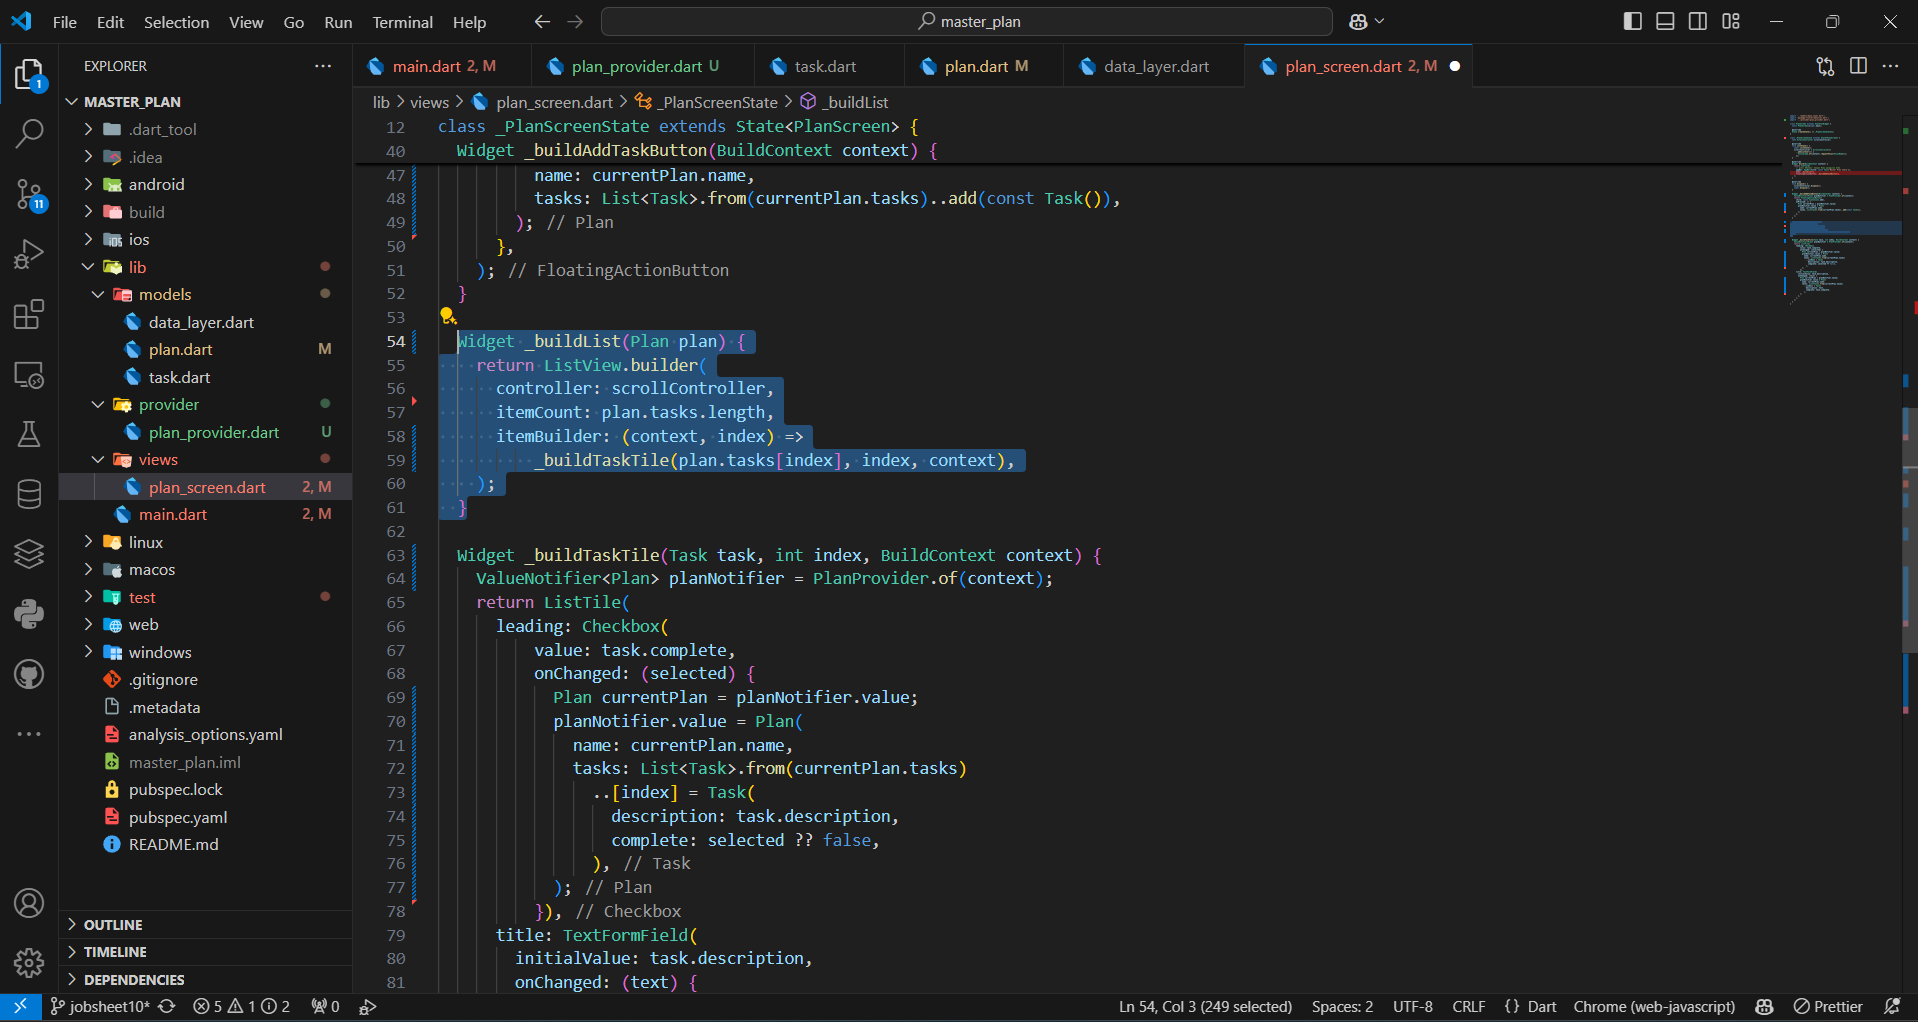 File Edit Selection View Go Run Terminal Help
master_plan
EXPLORER
MASTER_PLAN
.dart_tool
.idea
android
build
ios
lib
models
data_layer.dart
plan.dart M
task.dart
provider
plan_provider.dart U
views
plan_screen.dart 2, M
main.dart 2, M
linux
macos
test
web
windows
.gitignore
.metadata
analysis_options.yaml
master_plan.iml
pubspec.lock
pubspec.yaml
README.md
OUTLINE
TIMELINE
DEPENDENCIES
1
11
main.dart 2, M plan_provider.dart U task.dart plan.dart M data_layer.dart plan_screen.dart 2, M
lib > views > plan_screen.dart > _PlanScreenState > _buildList
12 class _PlanScreenState extends State<PlanScreen> {
40 Widget _buildAddTaskButton(BuildContext context) {
47 name: currentPlan.name,
48 tasks: List<Task>.from(currentPlan.tasks)..add(const Task()),
49 ); // Plan
50 },
51 ); // FloatingActionButton
52 }
53
54 Widget _buildList(Plan plan) {
55 return ListView.builder(
56 controller: scrollController,
57 itemCount: plan.tasks.length,
58 itemBuilder: (context, index) =>
59 _buildTaskTile(plan.tasks[index], index, context),
60 );
61 }
62
63 Widget _buildTaskTile(Task task, int index, BuildContext context) {
64 ValueNotifier<Plan> planNotifier = PlanProvider.of(context);
65 return ListTile(
66 leading: Checkbox(
67 value: task.complete,
68 onChanged: (selected) {
69 Plan currentPlan = planNotifier.value;
70 planNotifier.value = Plan(
71 name: currentPlan.name,
72 tasks: List<Task>.from(currentPlan.tasks)
73 ..[index] = Task(
74 description: task.description,
75 complete: selected ?? false,
76 ), // Task
77 ); // Plan
78 }), // Checkbox
79 title: TextFormField(
80 initialValue: task.description,
81 onChanged: (text) {
jobsheet10* 5 1 2 0 Ln 54, Col 3 (249 selected) Spaces: 2 UTF-8 CRLF {} Dart Chrome (web-javascript) Prettier